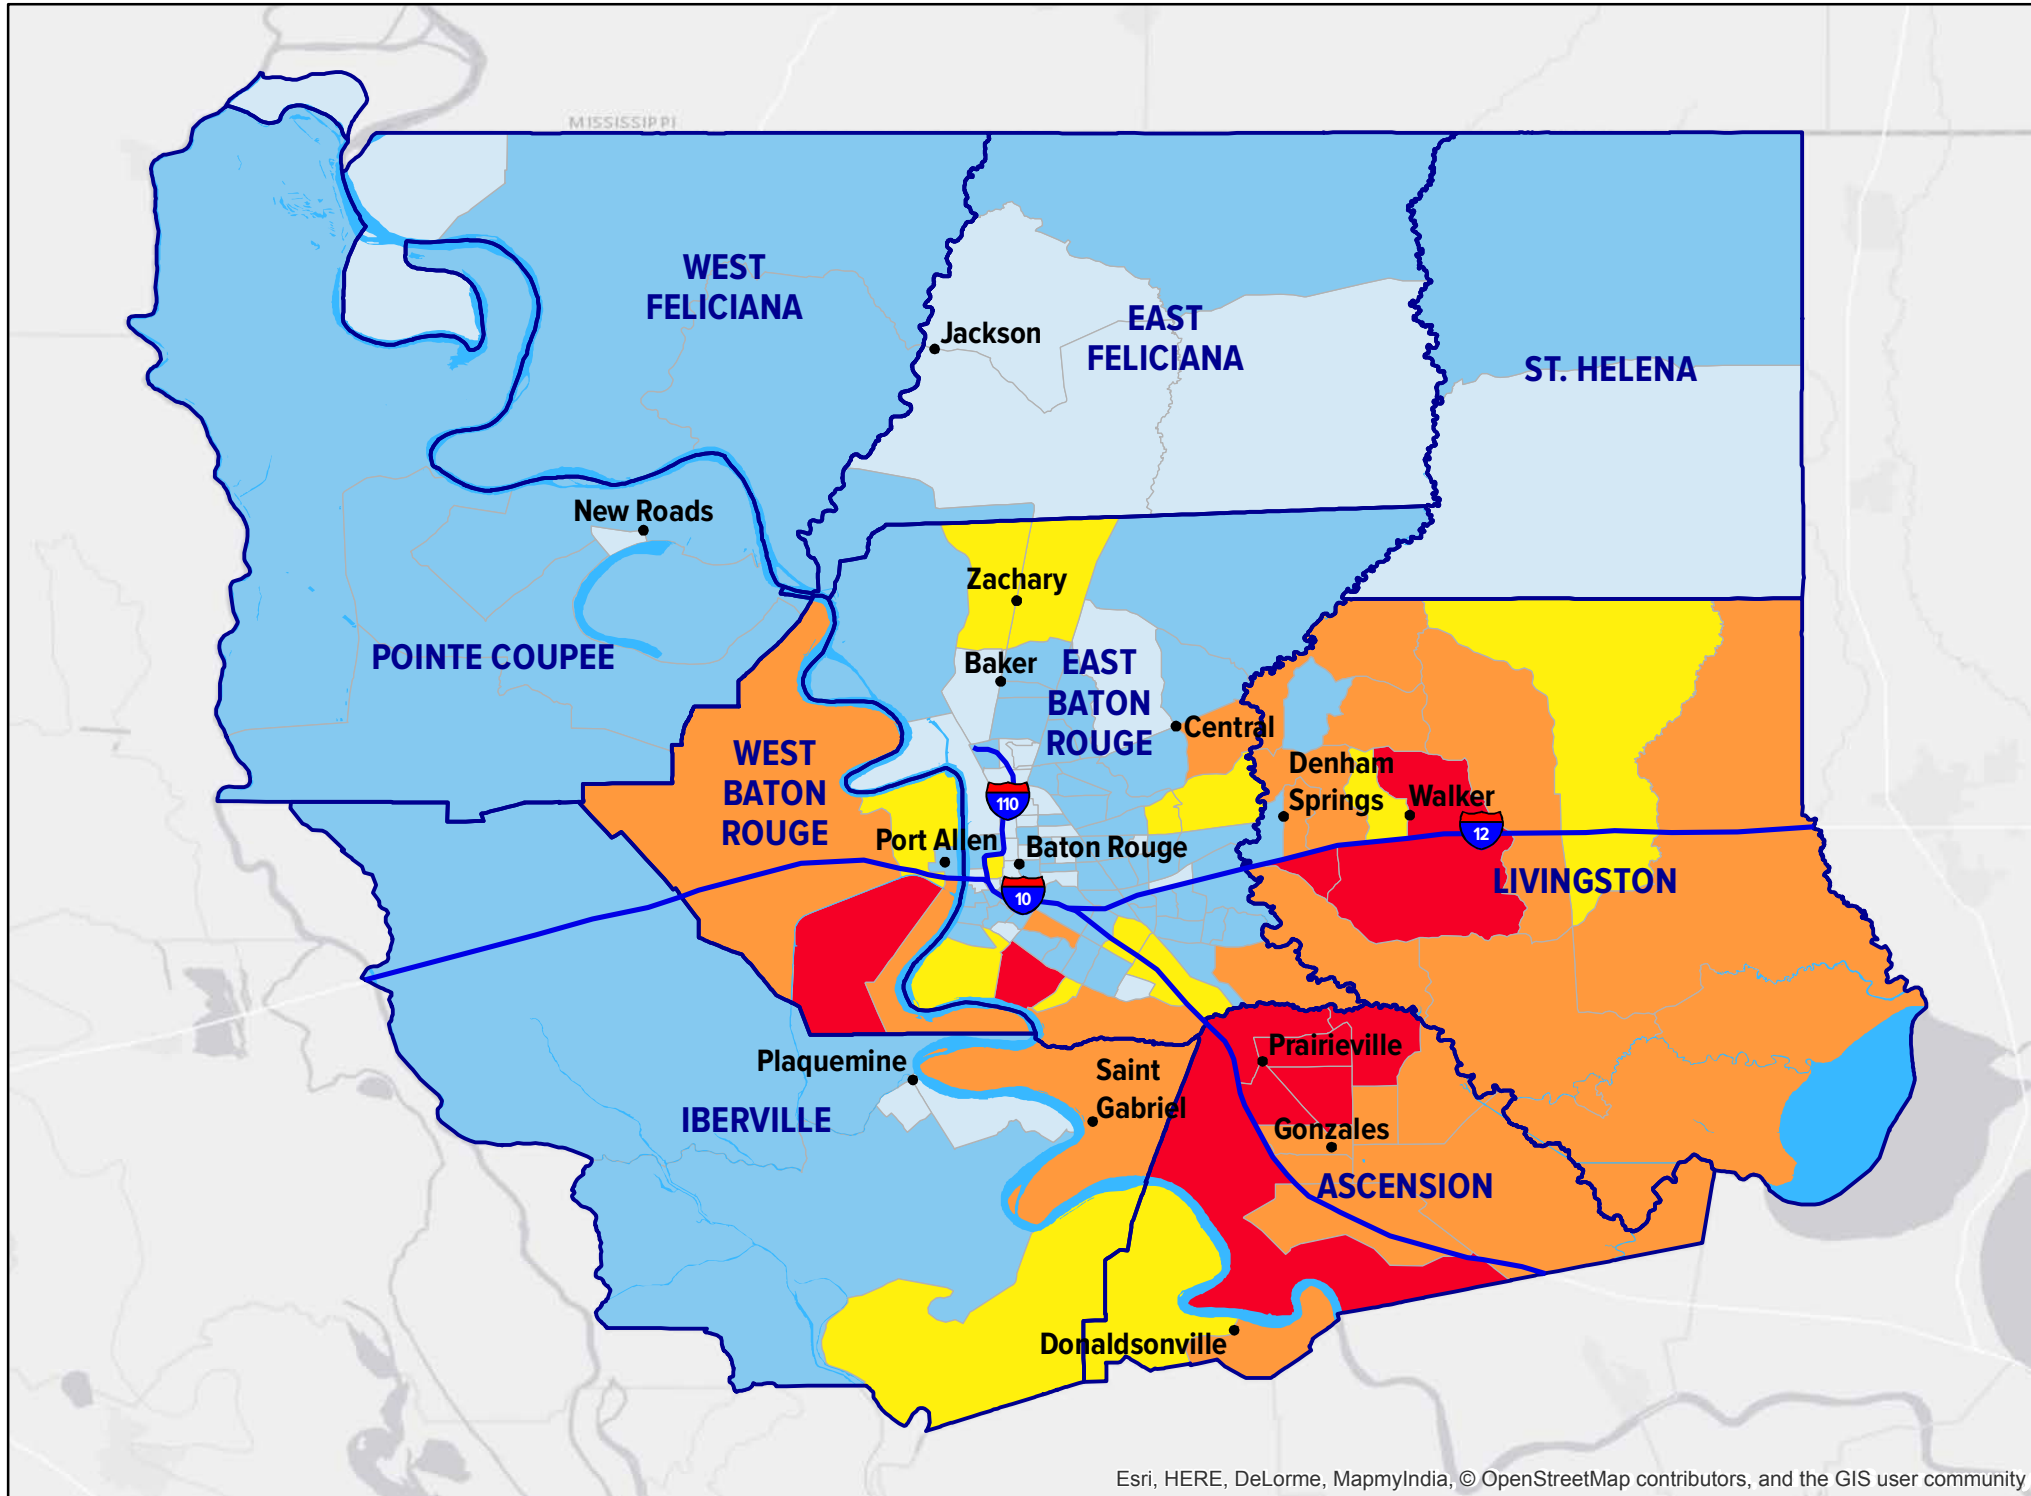 MISSISSIPPI
WEST
FELICIANA
Jackson
EAST
FELICIANA
ST. HELENA
New Roads
Zachary
POINTE COUPEE
Baker
EAST
BATON
ROUGE
Central
WEST
BATON
ROUGE
Denham
Springs
Walker
110
12
Port Allen
Baton Rouge
10
LIVINGSTON
Plaquemine
Prairieville
Saint
Gabriel
IBERVILLE
Gonzales
ASCENSION
Donaldsonville
Esri, HERE, DeLorme, MapmyIndia, © OpenStreetMap contributors, and the GIS user community